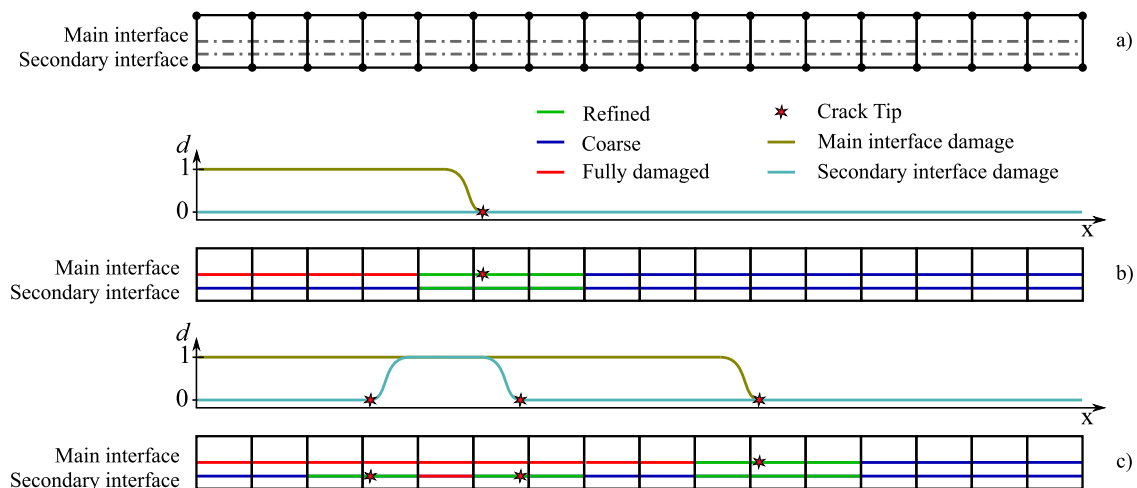 Main interface
Secondary interface
a)
Refined
Crack Tip
Coarse
Main interface damage
Fully damaged
Secondary interface damage
d
1
0
x
Main interface
Secondary interface
b)
d
1
0
x
Main interface
Secondary interface
c)